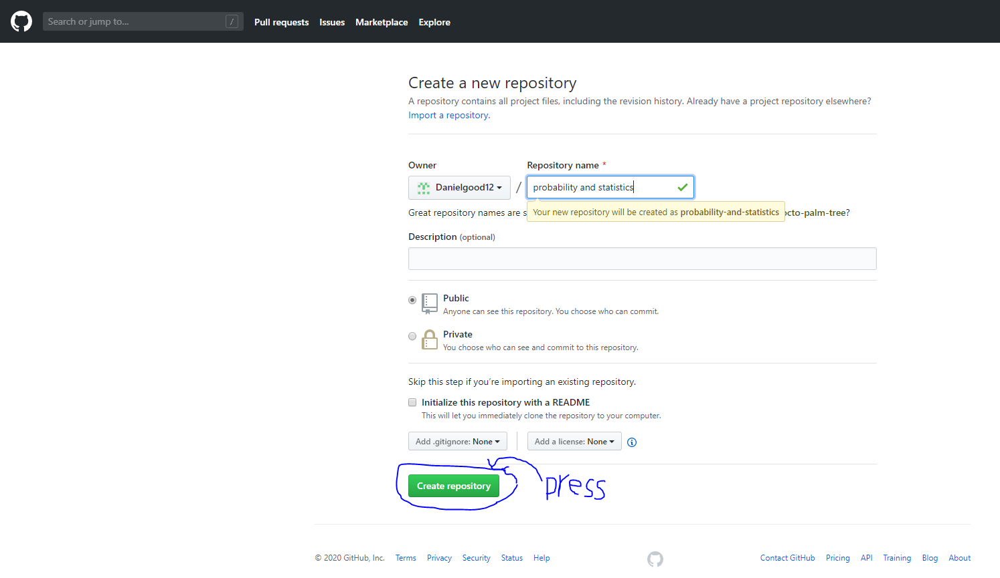 Search or jump to... /
Pull requests Issues Marketplace Explore
Create a new repository
A repository contains all project files, including the revision history. Already have a project repository elsewhere?
Import a repository.
Owner Repository name *
Danielgood12 / probability and statistics
Your new repository will be created as probability-and-statistics
Great repository names are s octo-palm-tree?
Description (optional)
Public
Anyone can see this repository. You choose who can commit.
Private
You choose who can see and commit to this repository.
Skip this step if you're importing an existing repository.
Initialize this repository with a README
This will let you immediately clone the repository to your computer.
Add .gitignore: None Add a license: None
Create repository press
© 2020 GitHub, Inc. Terms Privacy Security Status Help Contact GitHub Pricing API Training Blog About